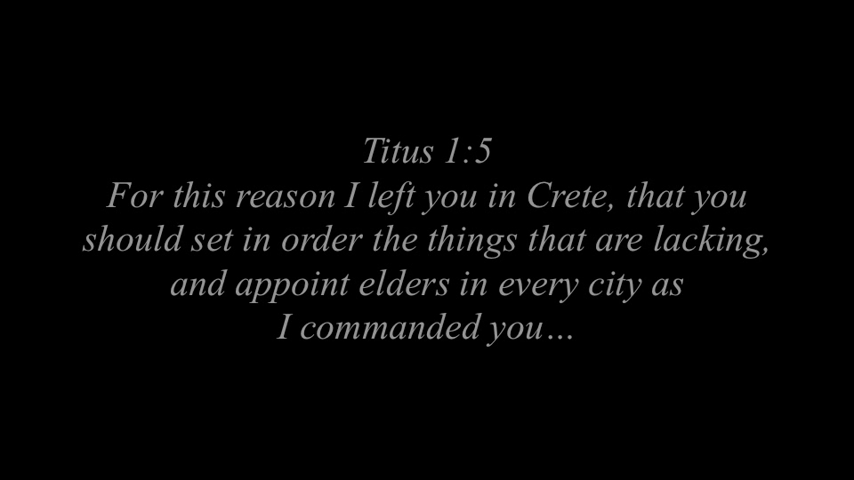 Titus 1:5
For this reason I left you in Crete, that you
should set in order the things that are lacking,
and appoint elders in every city as
I commanded you…